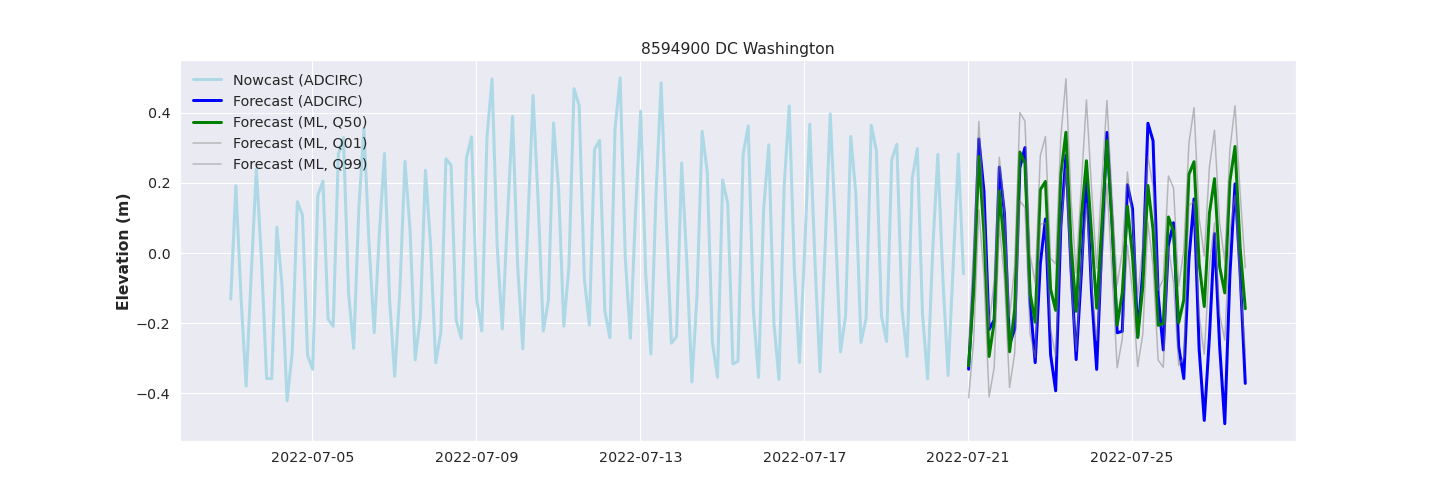 8594900 DC Washington
Nowcast (ADCIRC)
Forecast (ADCIRC)
Forecast (ML, Q50)
Forecast (ML, Q01)
Forecast (ML, Q99)
Elevation (m)
0.4
0.2
0.0
−0.2
−0.4
2022-07-05
2022-07-09
2022-07-13
2022-07-17
2022-07-21
2022-07-25